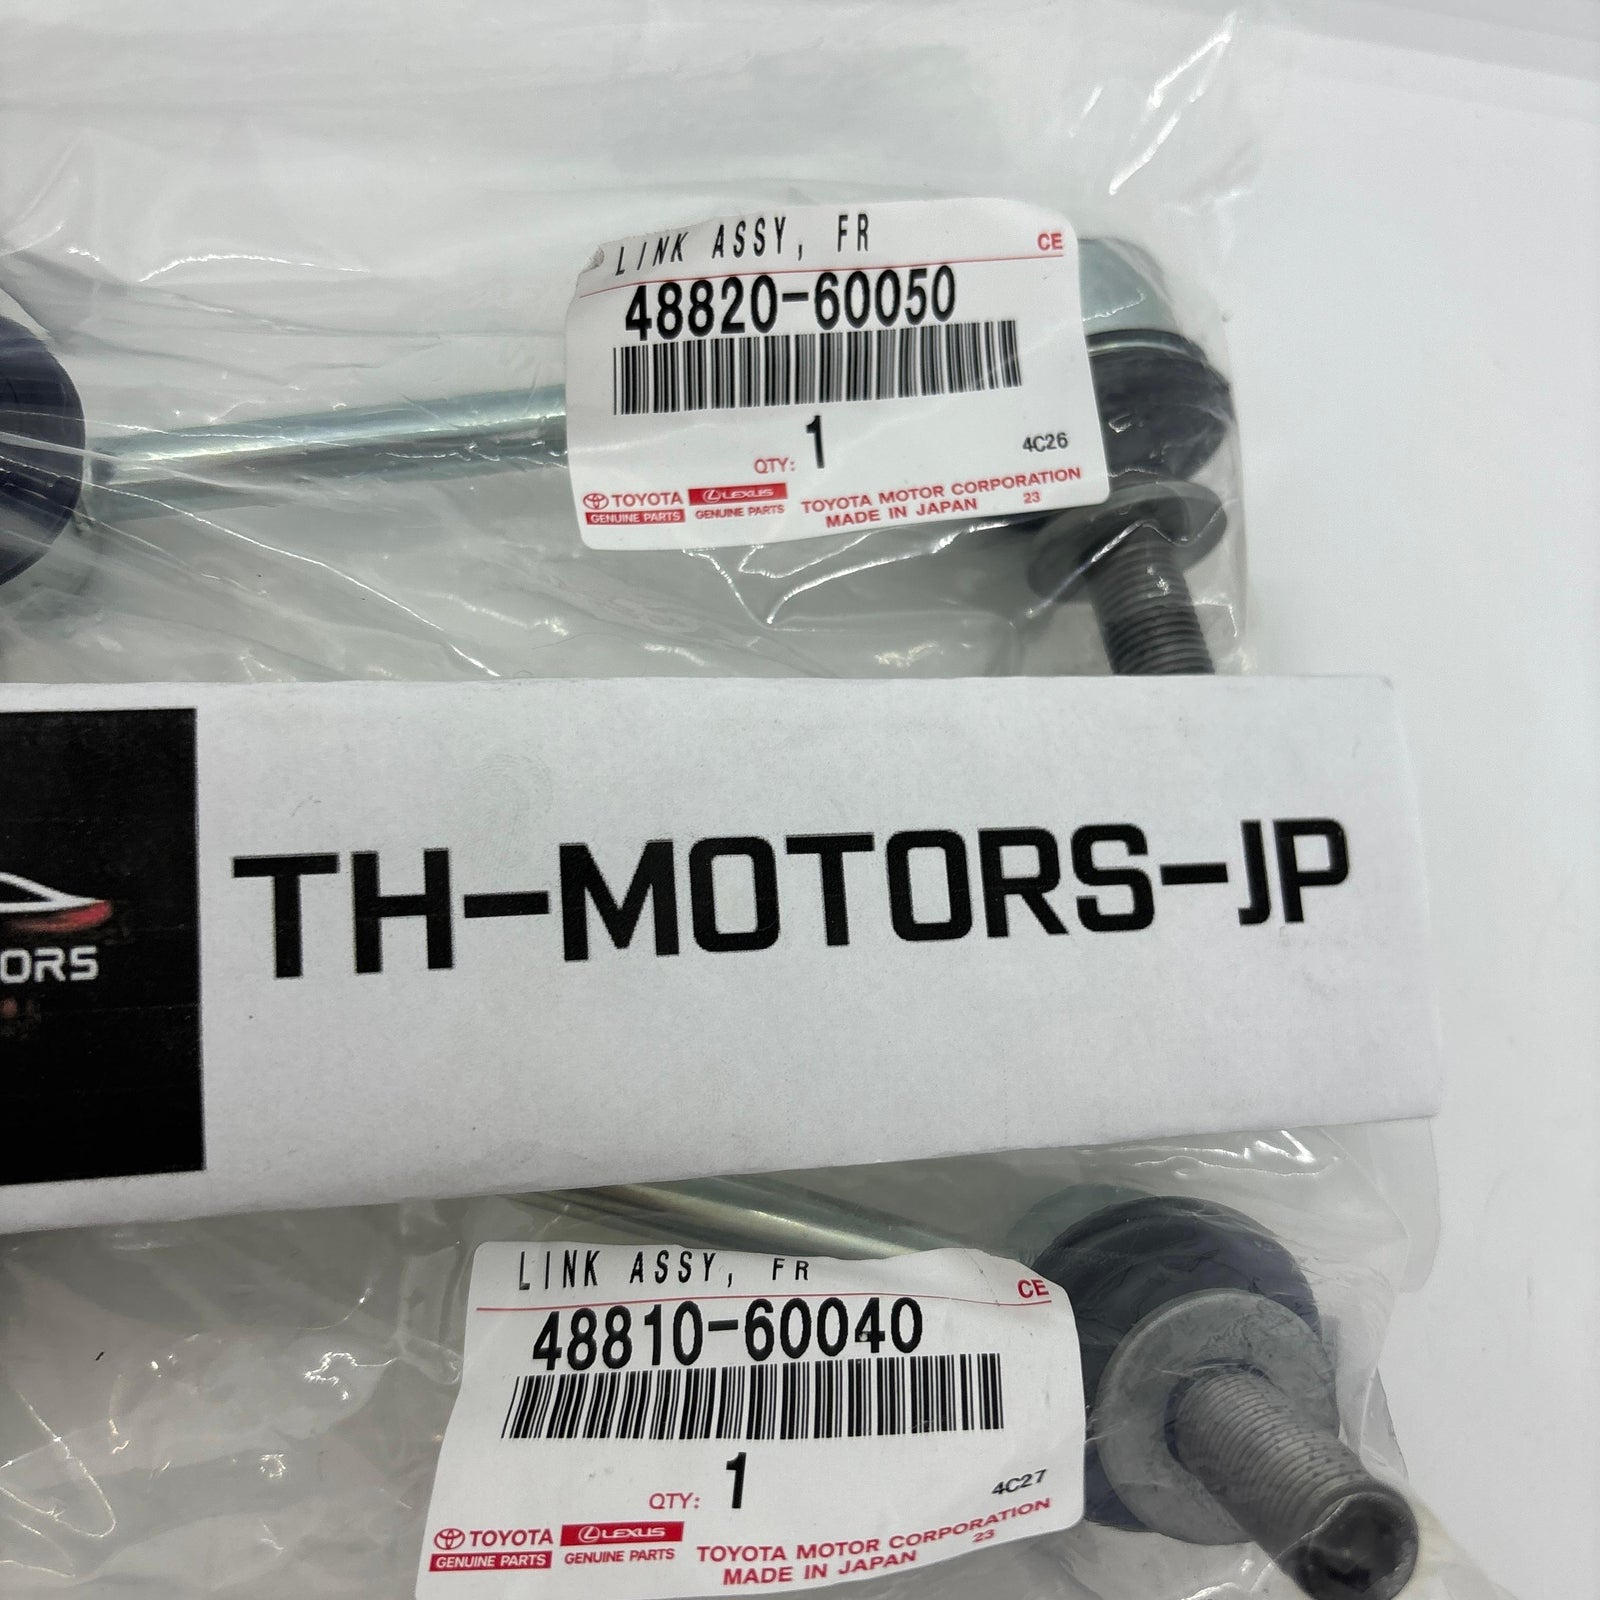 LINK ASSY, FR
CE
48820-60050
1
QTY:
4C26
TOYOTA
GENUINE PARTS
LEXUS
GENUINE PARTS
TOYOTA MOTOR CORPORATION
MADE IN JAPAN
23
TH-MOTORS-JP
ORS
LINK ASSY, FR
CE
48810-60040
1
QTY:
4C27
TOYOTA
GENUINE PARTS
LEXUS
GENUINE PARTS
TOYOTA MOTOR CORPORATION
MADE IN JAPAN
23